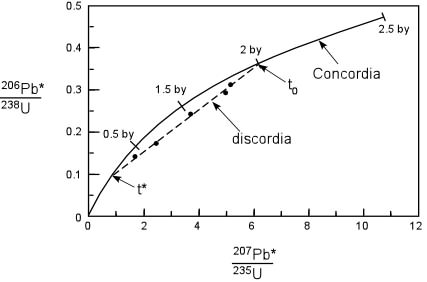 0.5
0.4
0.3
0.2
0.1
0
0 2 4 6 8 10 12 14
206Pb*
238U
207Pb*
235U
0.5 by
1.5 by
2 by
2.5 by
Concordia
t0
discordia
t*